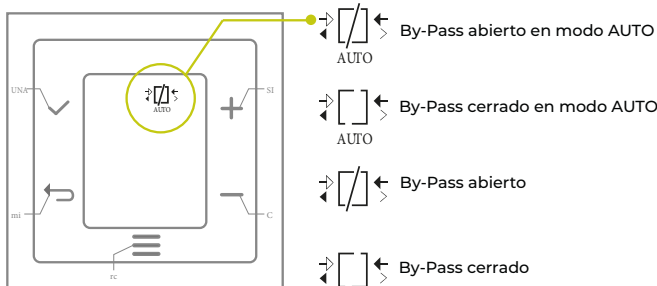 By-Pass abierto en modo AUTO
AUTO
UNA
SI
AUTO
By-Pass cerrado en modo AUTO
AUTO
By-Pass abierto
mi
C
rc
By-Pass cerrado